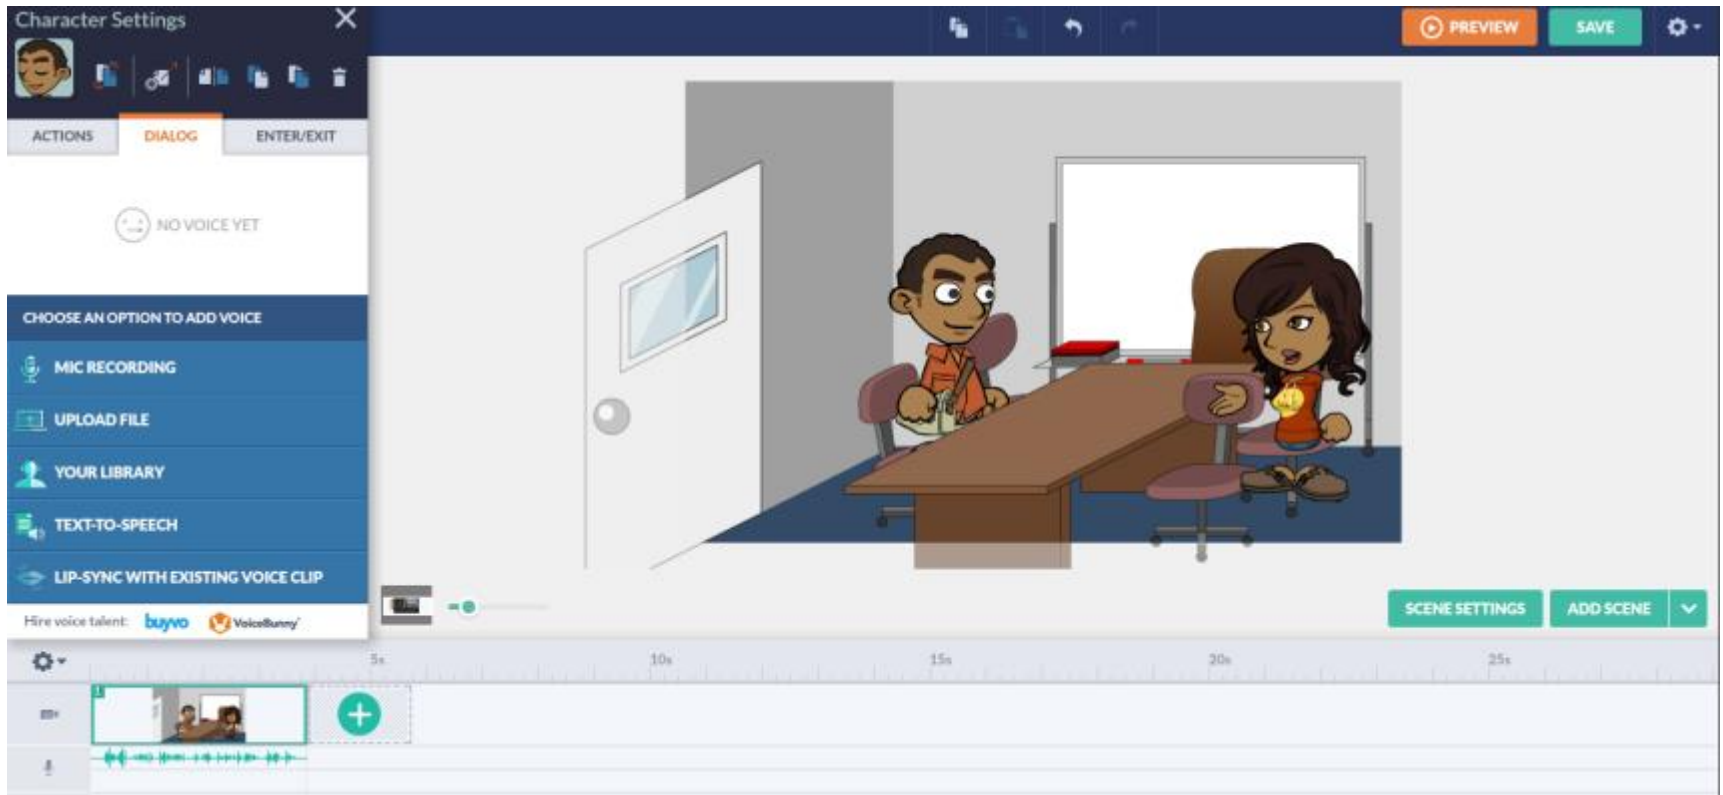 Character Settings
PREVIEW
SAVE
ACTIONS
DIALOG
ENTER/EXIT
NO VOICE YET
CHOOSE AN OPTION TO ADD VOICE
MIC RECORDING
UPLOAD FILE
YOUR LIBRARY
TEXT-TO-SPEECH
LIP-SYNC WITH EXISTING VOICE CLIP
Hire voice talent: buyvo VoiceBunny
SCENE SETTINGS
ADD SCENE
5s
10s
15s
20s
25s
1